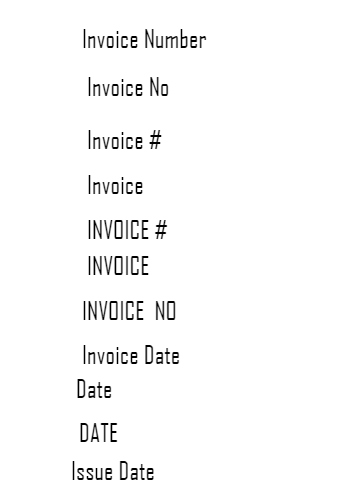 Invoice Number
Invoice No
Invoice #
Invoice
INVOICE #
INVOICE
INVOICE NO
Invoice Date
Date
DATE
Issue Date